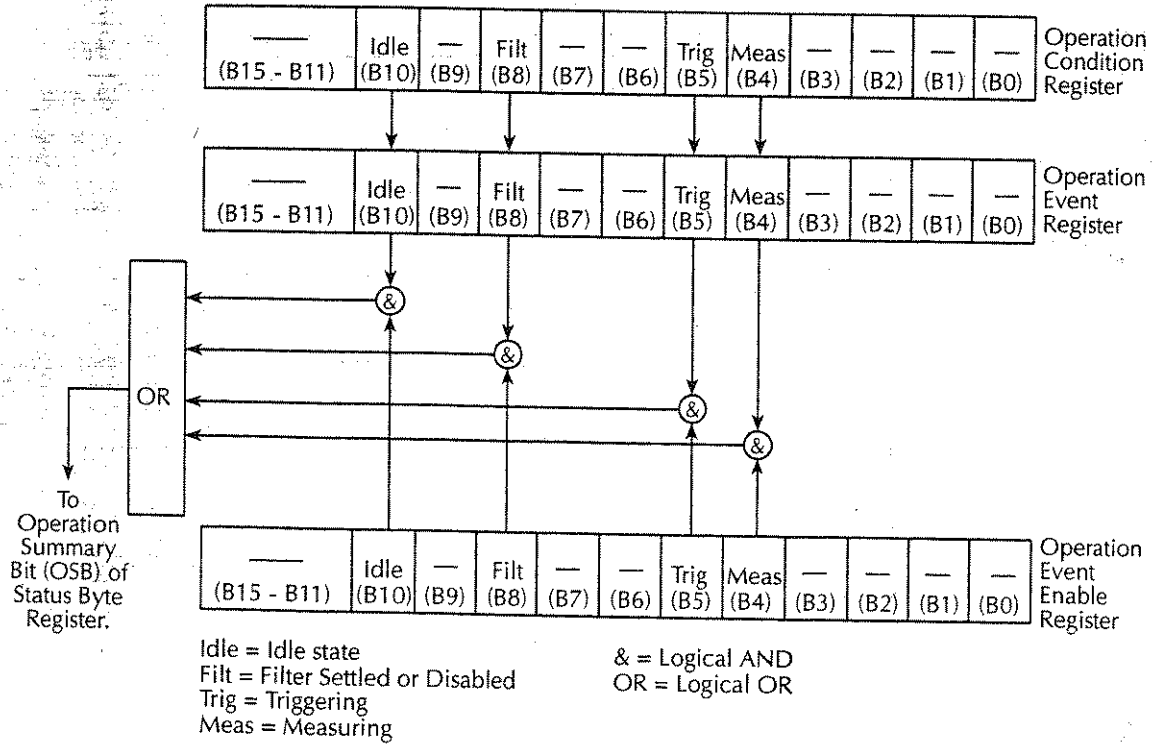 — Idle — Filt — — Trig Meas — — — — Operation
(B15 - B11) (B10) (B9) (B8) (B7) (B6) (B5) (B4) (B3) (B2) (B1) (B0) Condition
Register
— Idle — Filt — — Trig Meas — — — — Operation
(B15 - B11) (B10) (B9) (B8) (B7) (B6) (B5) (B4) (B3) (B2) (B1) (B0) Event
Register
&
&
OR
&
&
To
Operation
Summary
Bit (OSB) of
Status Byte
Register.
— Idle — Filt — — Trig Meas — — — — Operation
(B15 - B11) (B10) (B9) (B8) (B7) (B6) (B5) (B4) (B3) (B2) (B1) (B0) Event
Enable
Register
Idle = Idle state
Filt = Filter Settled or Disabled
Trig = Triggering
Meas = Measuring
& = Logical AND
OR = Logical OR